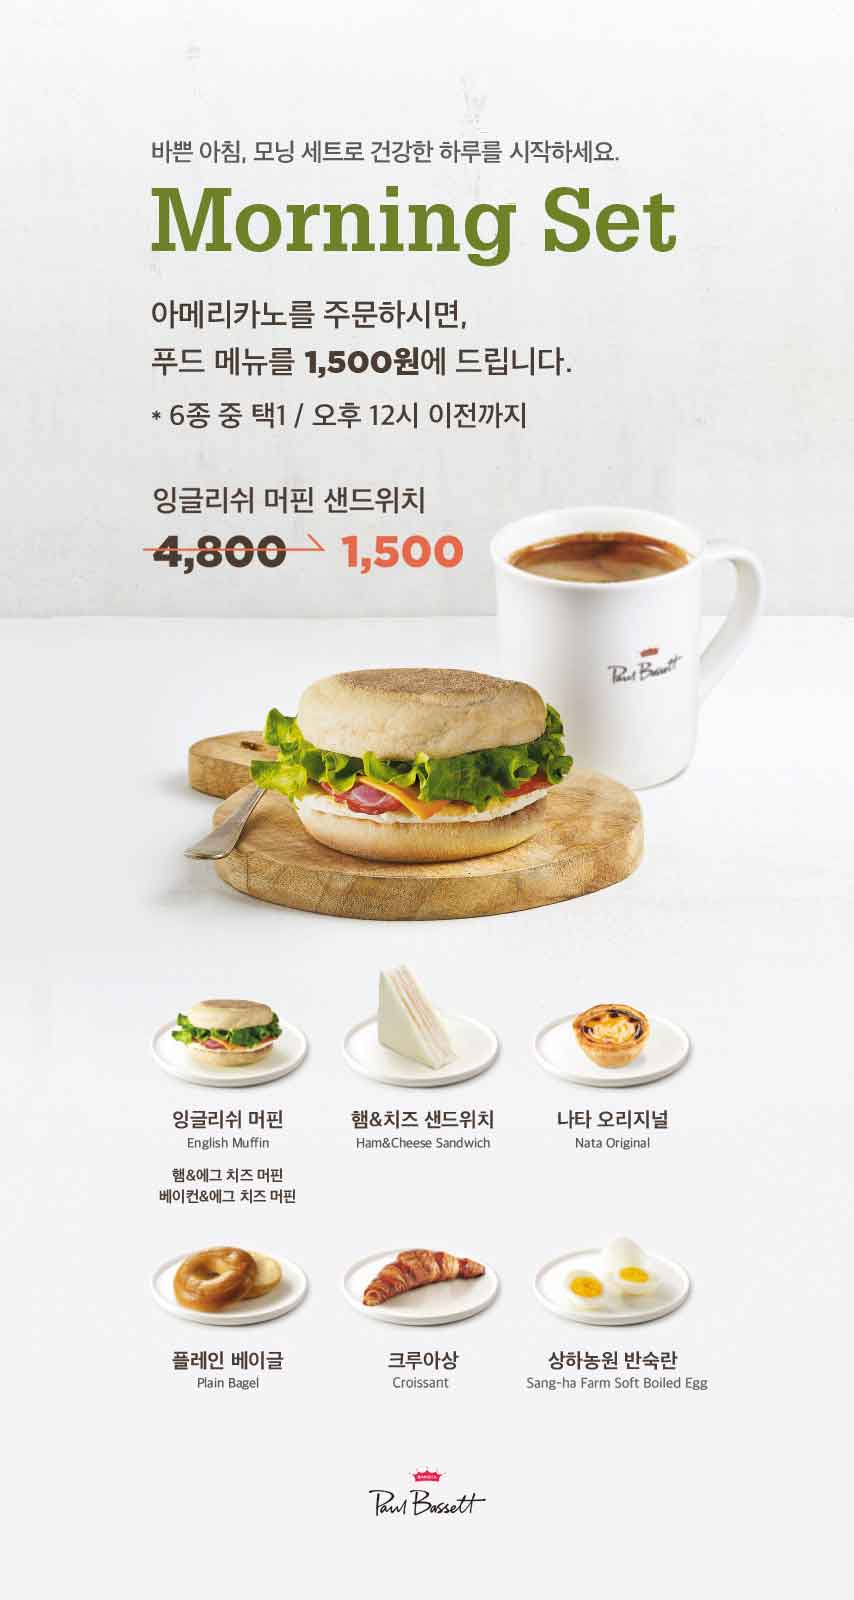 바쁜 아침, 모닝 세트로 건강한 하루를 시작하세요.
Morning Set
아메리카노를 주문하시면,
푸드 메뉴를 1,500원에 드립니다.
* 6종 중 택1 / 오후 12시 이전까지
잉글리쉬 머핀 샌드위치
4,800 1,500
Paul Bassett
잉글리쉬 머핀
English Muffin
햄&에그 치즈 머핀
베이컨&에그 치즈 머핀
햄&치즈 샌드위치
Ham&Cheese Sandwich
나타 오리지널
Nata Original
플레인 베이글
Plain Bagel
크루아상
Croissant
상하농원 반숙란
Sang-ha Farm Soft Boiled Egg
BARISTA
Paul Bassett